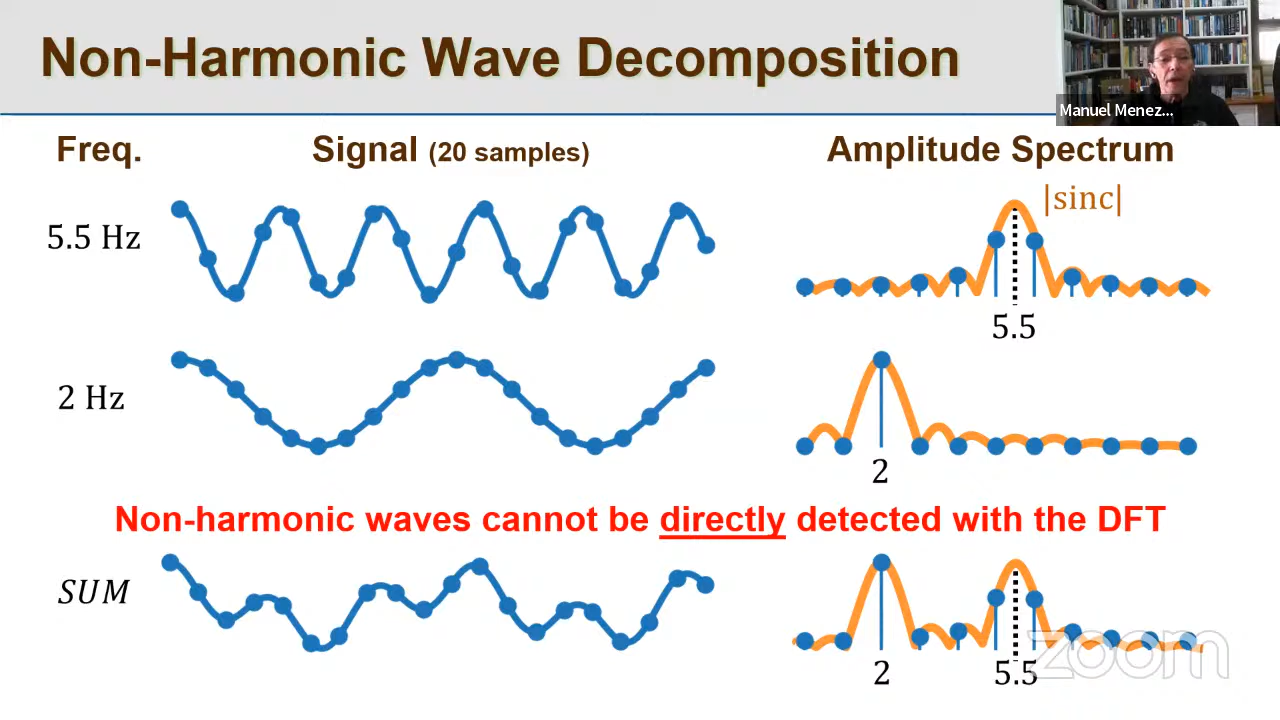 Non-Harmonic Wave Decomposition
Manuel Menez...
Freq.
Signal (20 samples)
Amplitude Spectrum
|sinc|
5.5 Hz
5.5
2 Hz
2
Non-harmonic waves cannot be directly detected with the DFT
SUM
2
5.5
zoom